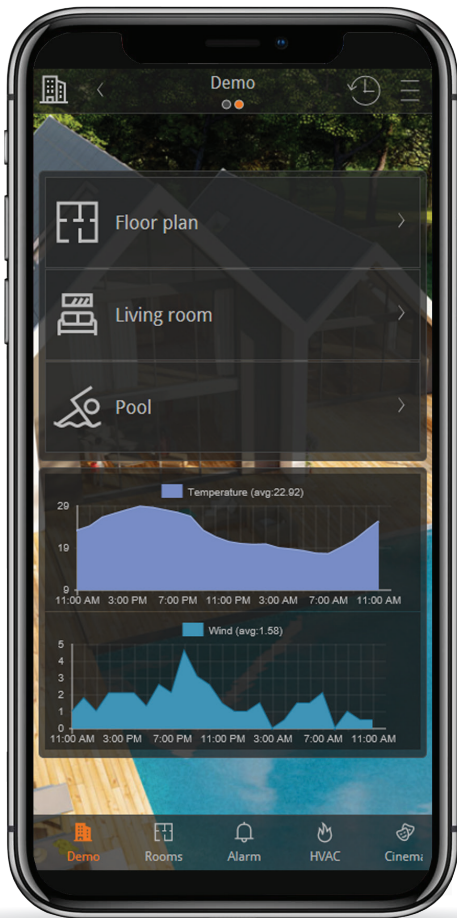 Demo
Floor plan
Living room
Pool
Temperature (avg:22.92)
29
19
9
11:00 AM 3:00 PM 7:00 PM 11:00 PM 3:00 AM 7:00 AM 11:00 AM
Wind (avg:1.58)
5
4
3
2
1
0
11:00 AM 3:00 PM 7:00 PM 11:00 PM 3:00 AM 7:00 AM 11:00 AM
Demo Rooms Alarm HVAC Cinema